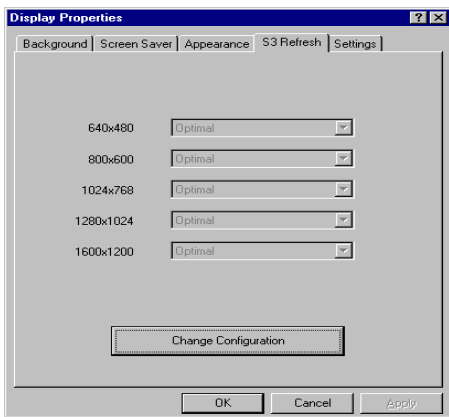 Display Properties
Background Screen Saver Appearance S3 Refresh Settings
640x480 Optimal
800x600 Optimal
1024x768 Optimal
1280x1024 Optimal
1600x1200 Optimal
Change Configuration
OK Cancel Apply